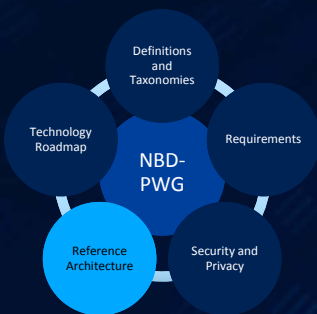 Definitions
and
Taxonomies
Technology
Roadmap
Requirements
NBD-
PWG
Reference
Architecture
Security and
Privacy